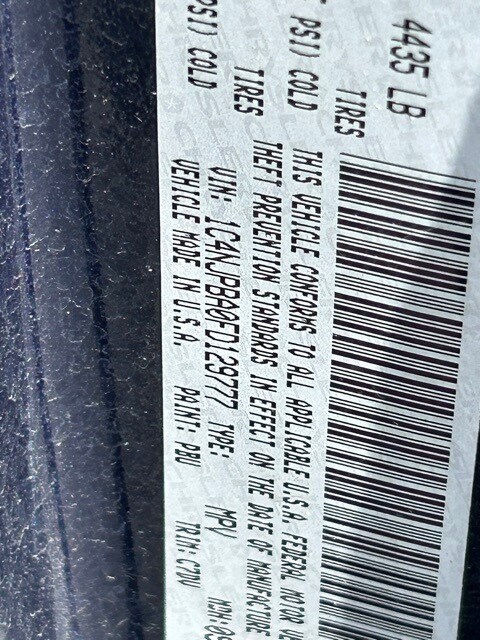 4435 LB
TIRES
PSI) COLD
TIRES
PSI) COLD
THIS VEHICLE CONFORMS TO ALL APPLICABLE U.S.A. FEDERAL MOTOR
THEFT PREVENTION STANDARDS IN EFFECT ON THE DATE OF MANUFACTURE
VIN: 1C4NJPBA0FD129777 TYPE: MPV
VEHICLE MADE IN U.S.A. PAINT: PBU TRIM: C7DV